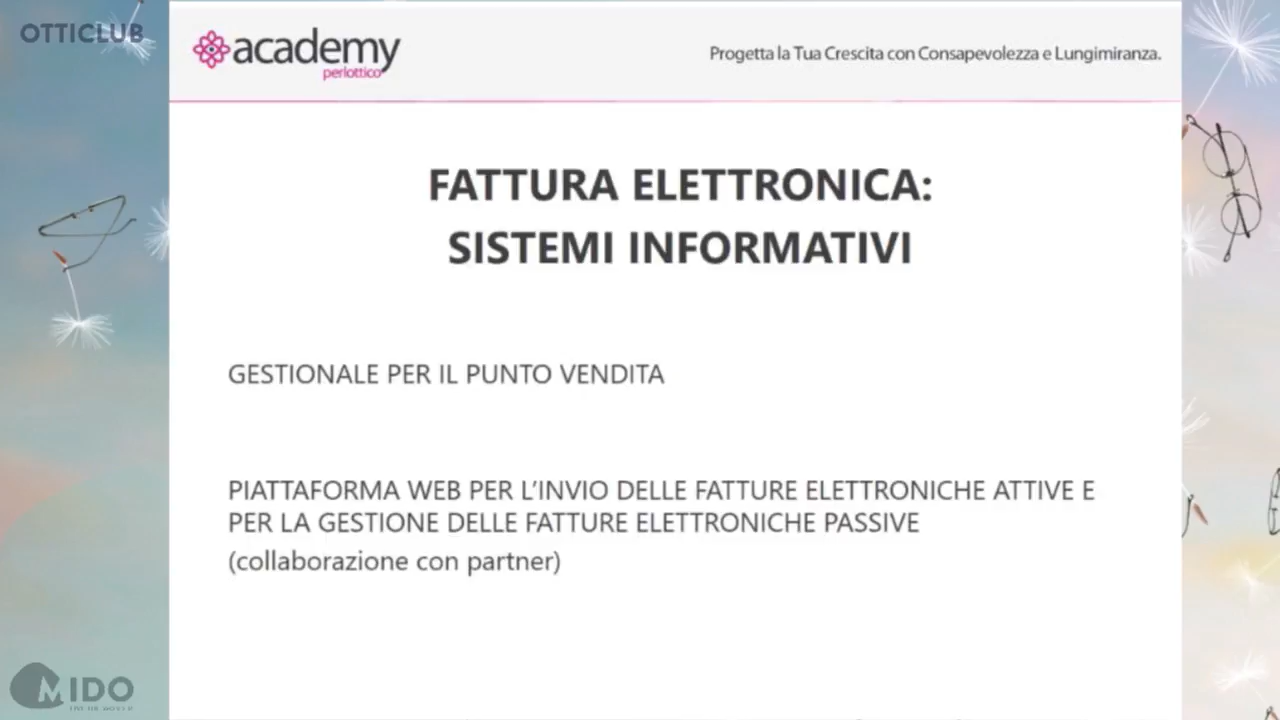 OTTICLUB
academy
perlottico
Progetta la Tua Crescita con Consapevolezza e Lungimiranza.
FATTURA ELETTRONICA:
SISTEMI INFORMATIVI
GESTIONALE PER IL PUNTO VENDITA
PIATTAFORMA WEB PER L'INVIO DELLE FATTURE ELETTRONICHE ATTIVE E
PER LA GESTIONE DELLE FATTURE ELETTRONICHE PASSIVE
(collaborazione con partner)
MIDO